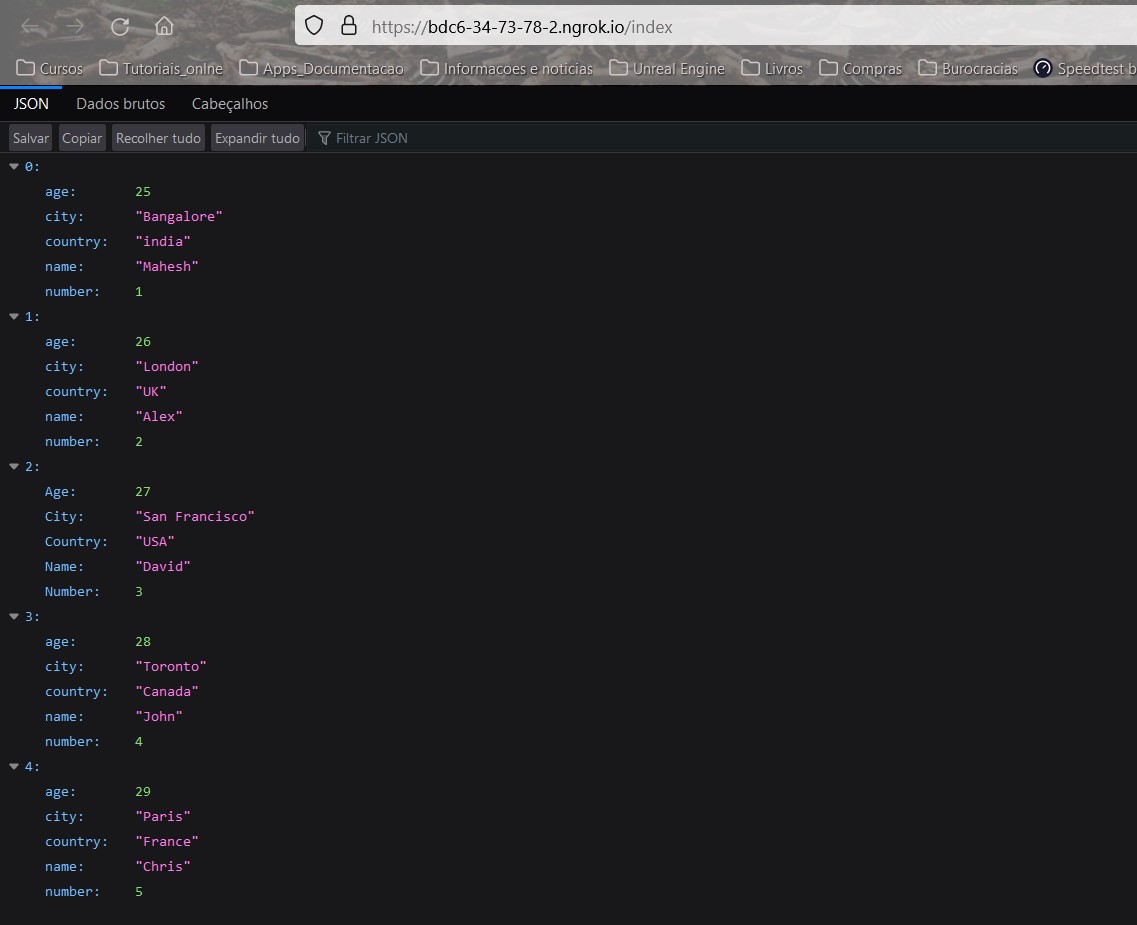 https://bdc6-34-73-78-2.ngrok.io/index
Cursos Tutoriais_onlne Apps_Documentacao Informacoes e noticias Unreal Engine Livros Compras Burocracias Speedtest b
JSON Dados brutos Cabeçalhos
Salvar Copiar Recolher tudo Expandir tudo Filtrar JSON
0:
age: 25
city: "Bangalore"
country: "india"
name: "Mahesh"
number: 1
1:
age: 26
city: "London"
country: "UK"
name: "Alex"
number: 2
2:
Age: 27
City: "San Francisco"
Country: "USA"
Name: "David"
Number: 3
3:
age: 28
city: "Toronto"
country: "Canada"
name: "John"
number: 4
4:
age: 29
city: "Paris"
country: "France"
name: "Chris"
number: 5